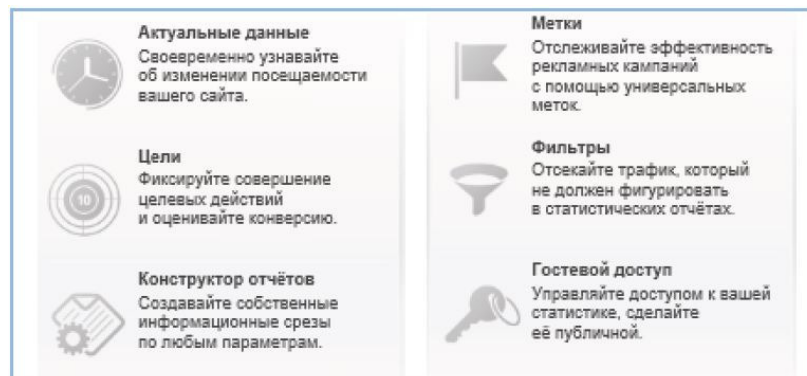 Актуальные данные
Своевременно узнавайте
об изменении посещаемости
вашего сайта.
Цели
Фиксируйте совершение
целевых действий
и оценивайте конверсию.
Конструктор отчётов
Создавайте собственные
информационные срезы
по любым параметрам.
Метки
Отслеживайте эффективность
рекламных кампаний
с помощью универсальных
меток.
Фильтры
Отсекайте трафик, который
не должен фигурировать
в статистических отчётах.
Гостевой доступ
Управляйте доступом к вашей
статистике, сделайте
её публичной.
10